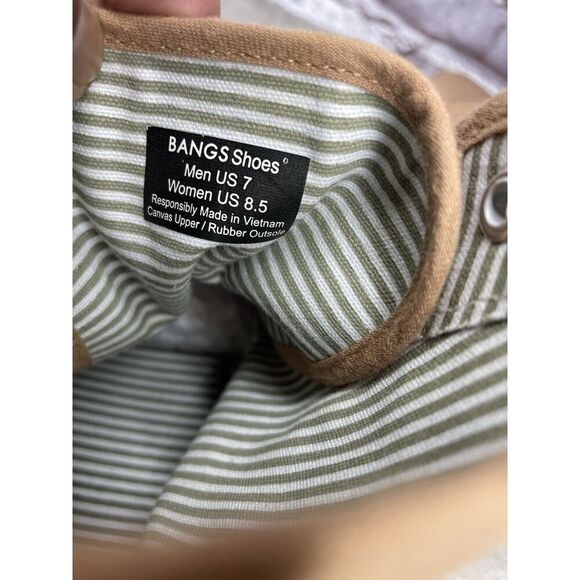 BANGS Shoes®
Men US 7
Women US 8.5
Responsibly Made in Vietnam
Canvas Upper / Rubber Outsole